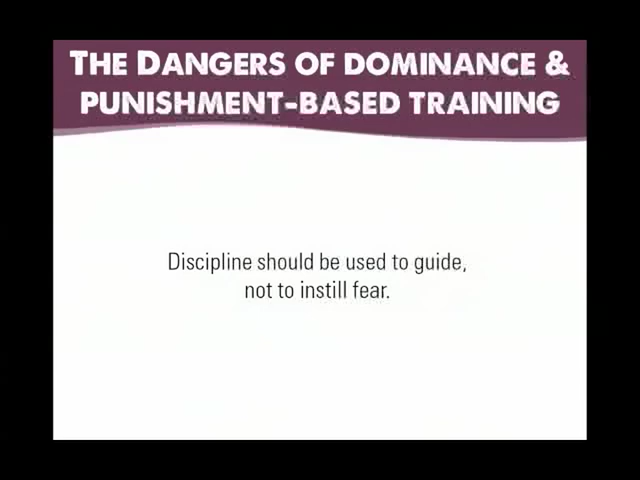 THE DANGERS OF DOMINANCE &
PUNISHMENT-BASED TRAINING
Discipline should be used to guide,
not to instill fear.